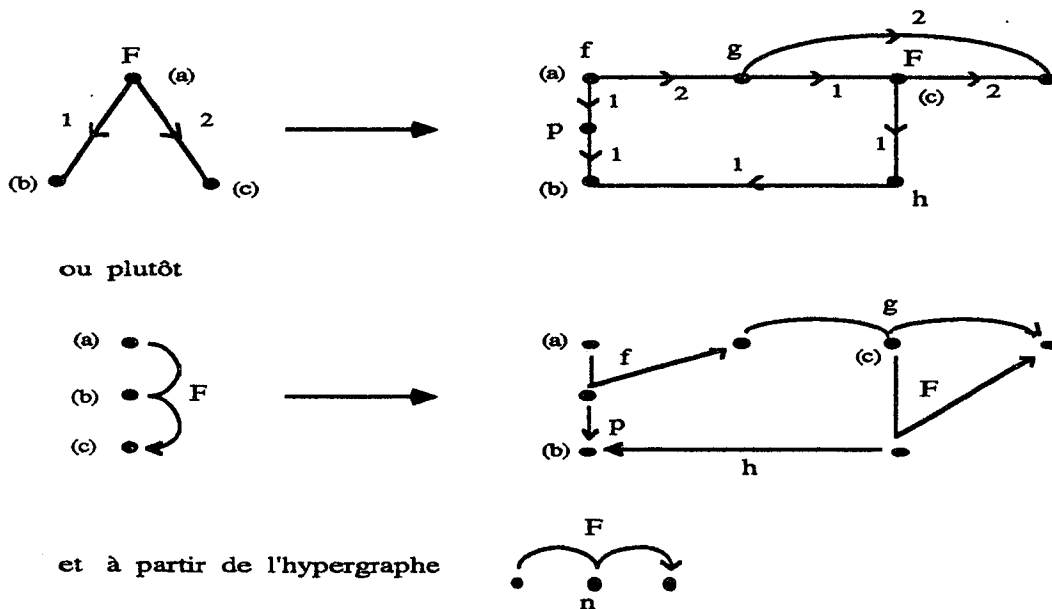 F (a)
1 2
(b) (c)
2
f g F
(a) 2 1 (c) 2
1
p 1
1 1
(b) h
ou plutôt
(a)
(b) F
(c)
g
(a) (c)
f F
p
(b)
h
F
et à partir de l'hypergraphe
n